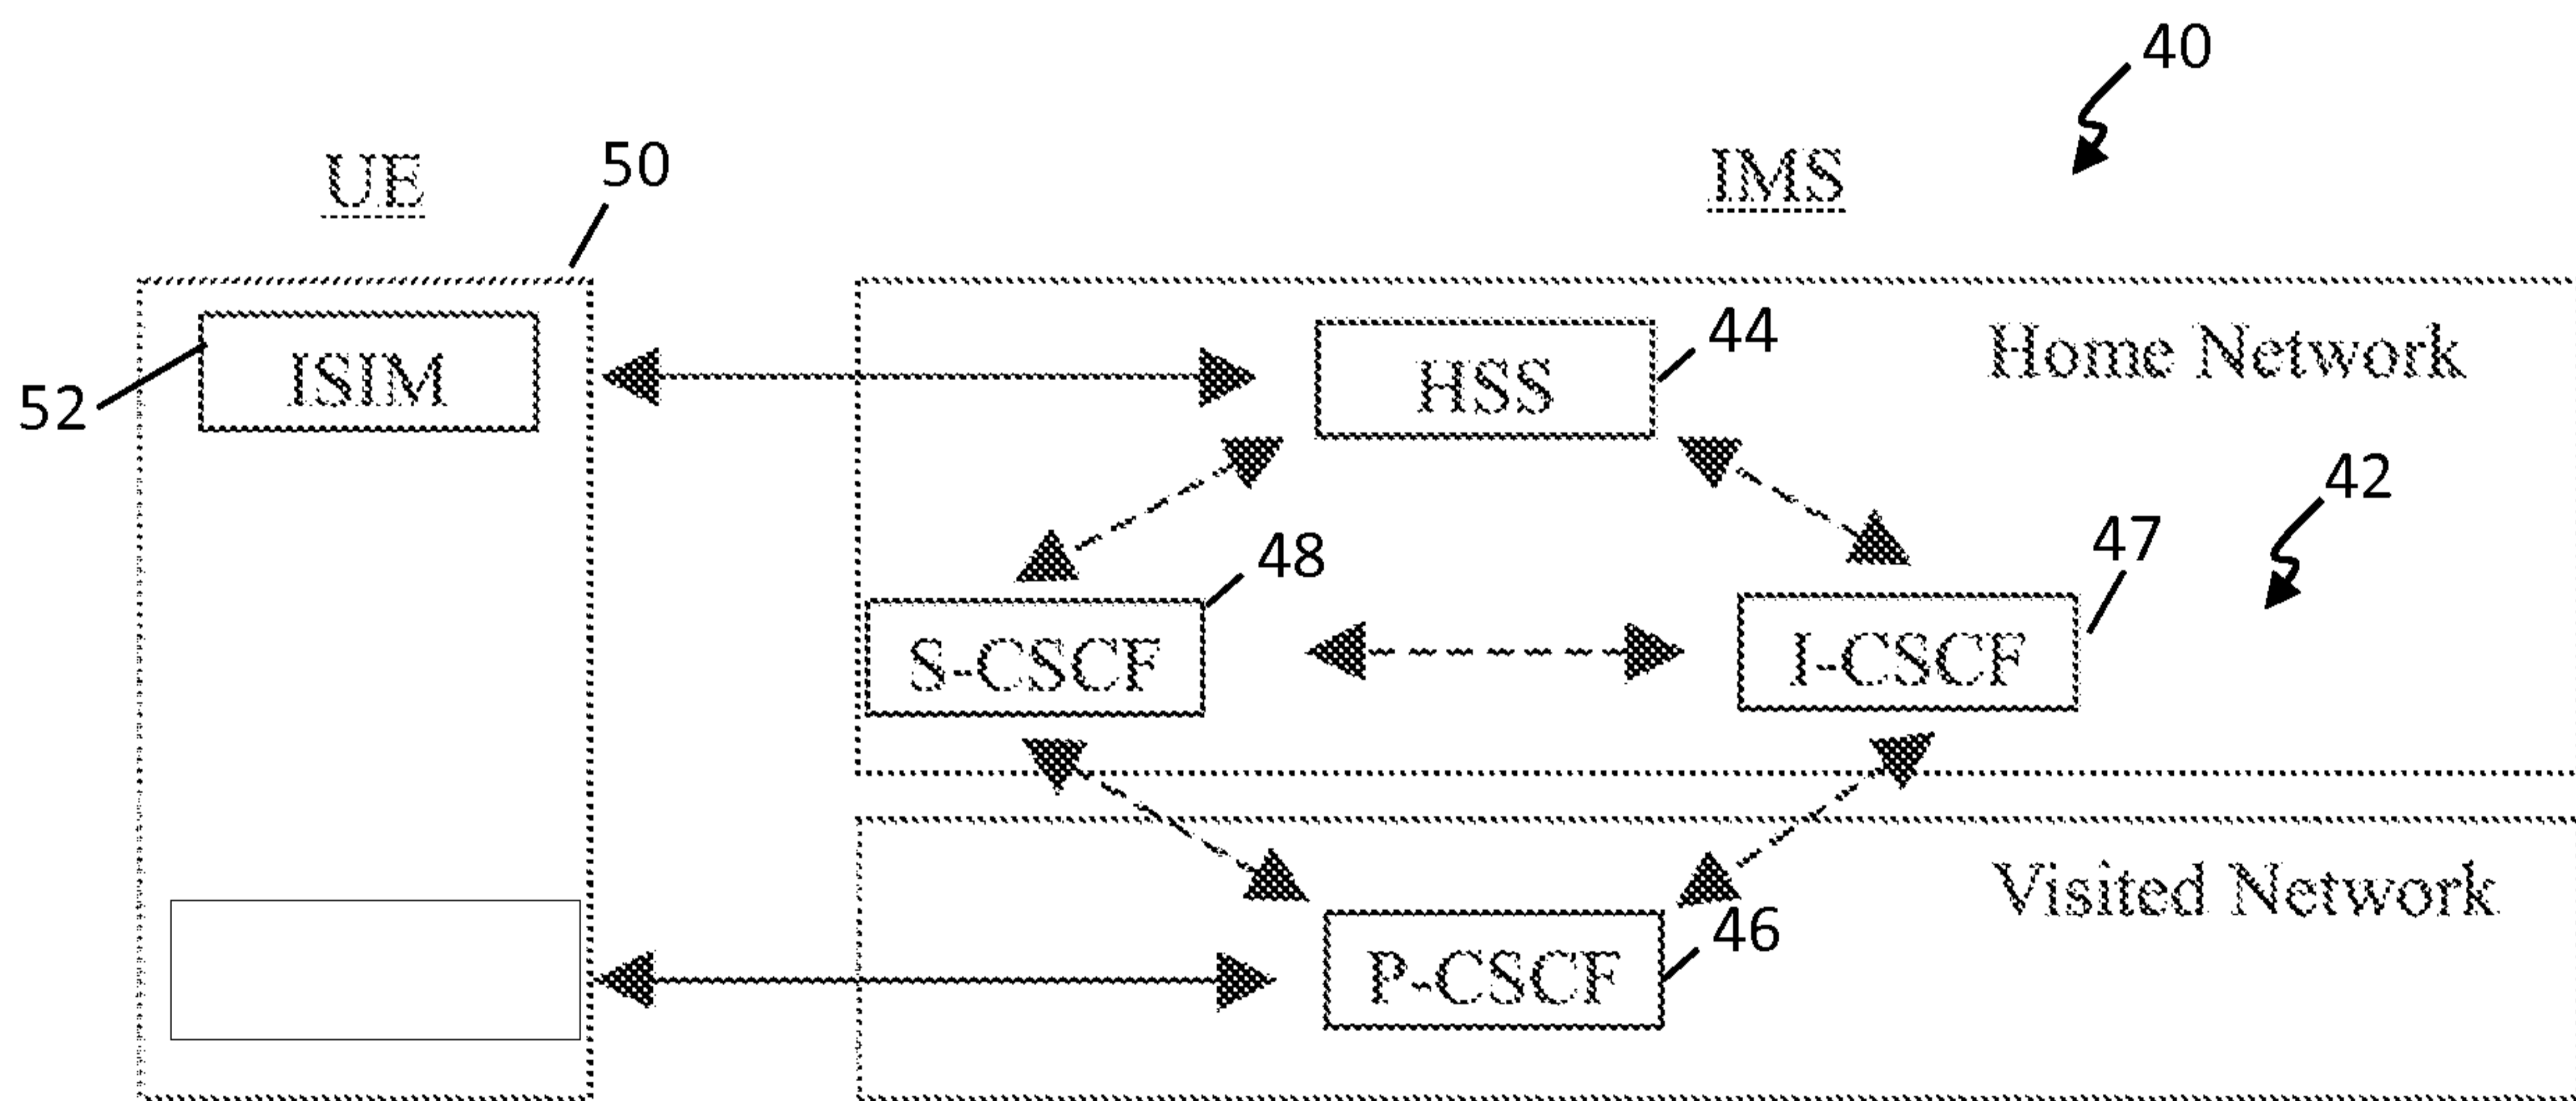 40
UE
50
IMS
ISIM
52
HSS
44
Home Network
42
S-CSCF
48
I-CSCF
47
Visited Network
P-CSCF
46